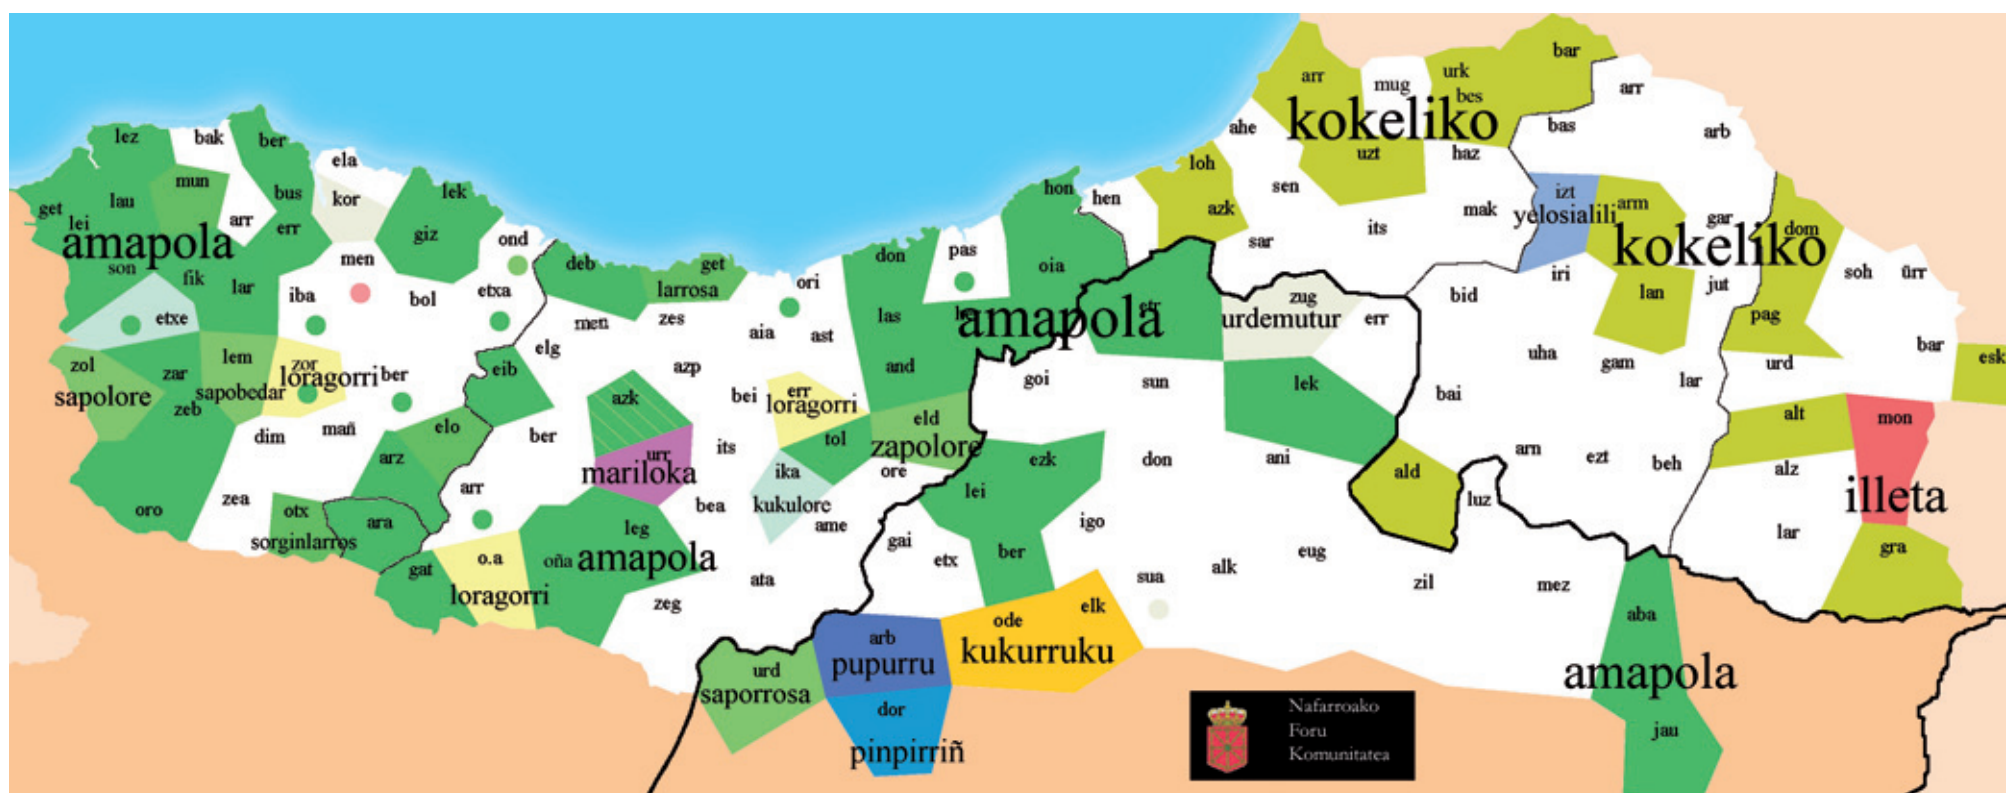 bar
arr
mug
urk
bes
arr
lez
bak
ber
ela
kokeliko
ahe
bas
arb
mun
lek
kor
bus
loh
uzt
haz
get
lau
lei
arr
err
giz
ond
hon
hen
azk
sen
its
mak
izt
yelosialili
arm
gar
dom
amapola
men
don
pas
oia
sar
kokeliko
son
fik
lar
iba
bol
etxa
deb
get
larrosa
ori
iri
lan
jut
soh
ürr
etxe
men
zes
aia
ast
las
amapola
etr
zug
urdemutur
err
bid
pag
zol
sapolore
zar
zeb
lem
sapobedar
zor
loragorri
ber
elg
eib
azp
bei
err
loragorri
and
goi
sun
lek
uha
gam
lar
bai
urd
bar
esk
dim
mañ
elo
ber
azk
urr
mariloka
its
tol
eld
zapolore
ezk
don
ani
ald
arn
ezt
beh
alt
mon
alz
arz
arr
ika
kukulore
ore
lei
luz
illeta
oro
zea
otx
sorginlarros
ara
leg
bea
ame
gai
igo
lar
gra
gat
o.a
loragorri
oña
amapola
ata
zeg
etx
ber
sua
alk
eug
zil
mez
aba
arb
pupurru
ode
elk
kukurruku
urd
saporrosa
dor
pinpirriñ
amapola
jau
Nafarroako
Foru
Komunitatea